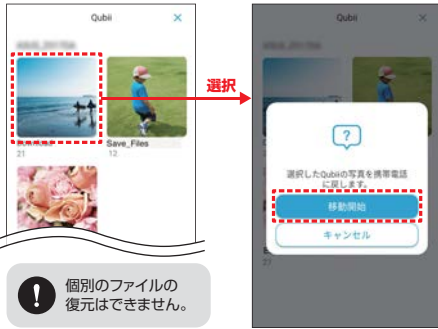 Qubii
×
Save_Files
21
12
選択
Qubii
×
?
選択したQubiiの写真を携帯電話
に戻します。
移動開始
キャンセル
27
!
個別のファイルの
復元はできません。